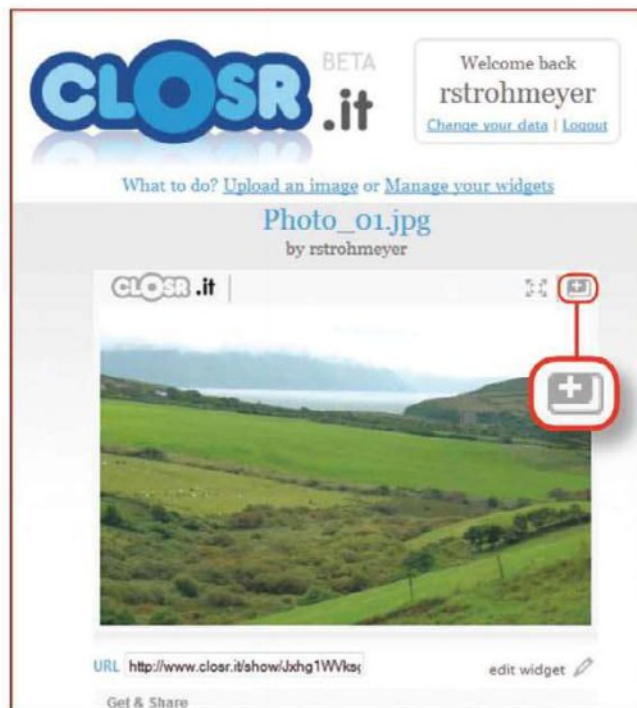 CLOSR .it BETA
Welcome back
rstrohmeyer
Change your data | Logout
What to do? Upload an image or Manage your widgets
Photo_01.jpg
by rstrohmeyer
CLOSR .it
URL http://www.closr.it/show/Jxhg1WVks
edit widget
Get & Share